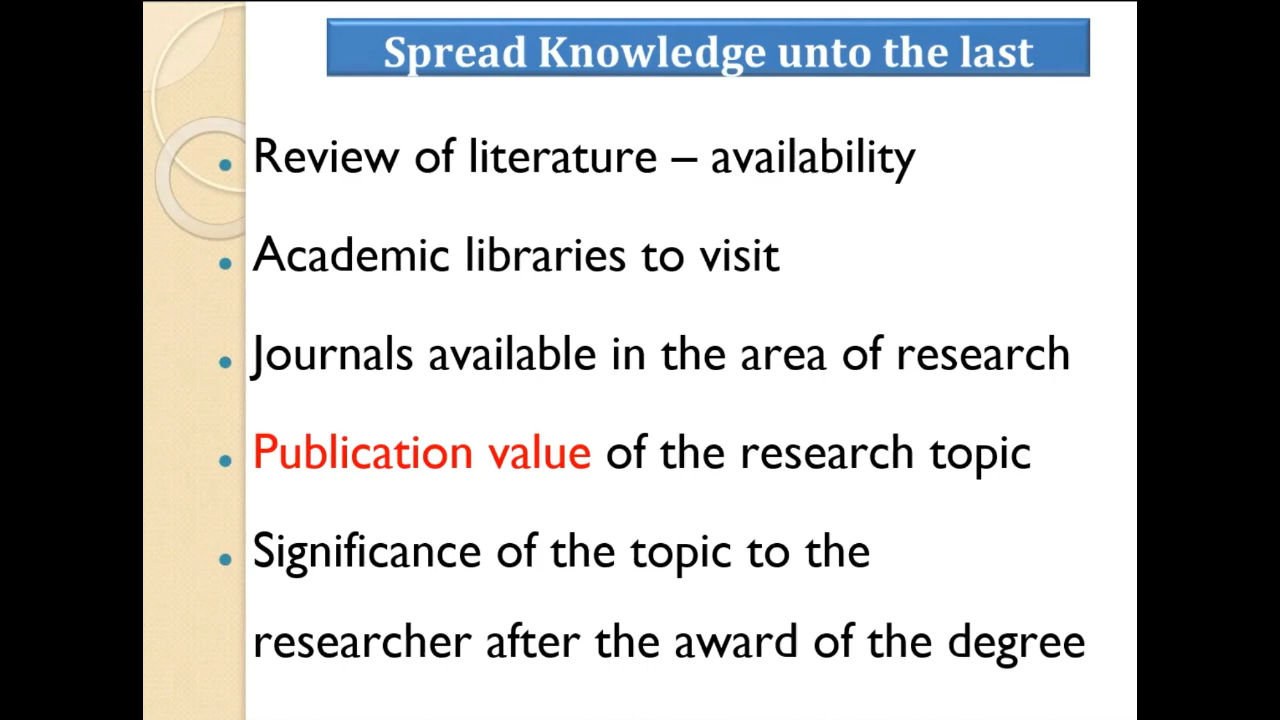 Spread Knowledge unto the last
• Review of literature – availability
• Academic libraries to visit
• Journals available in the area of research
• Publication value of the research topic
• Significance of the topic to the
researcher after the award of the degree